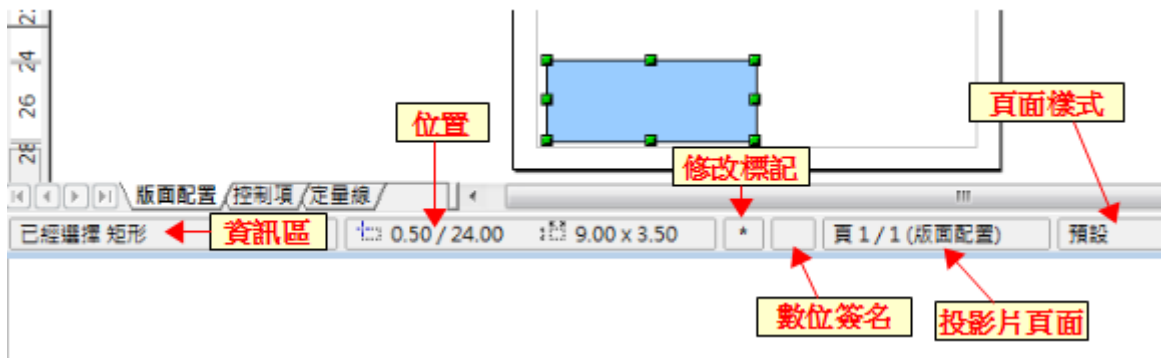 24
26
28
位置
頁面樣式
修改標記
版面配置 / 控制項 / 定量線 /
已經選擇 矩形
資訊區
0.50 / 24.00
9.00 x 3.50
*
頁 1 / 1 (版面配置)
預設
數位簽名
投影片頁面